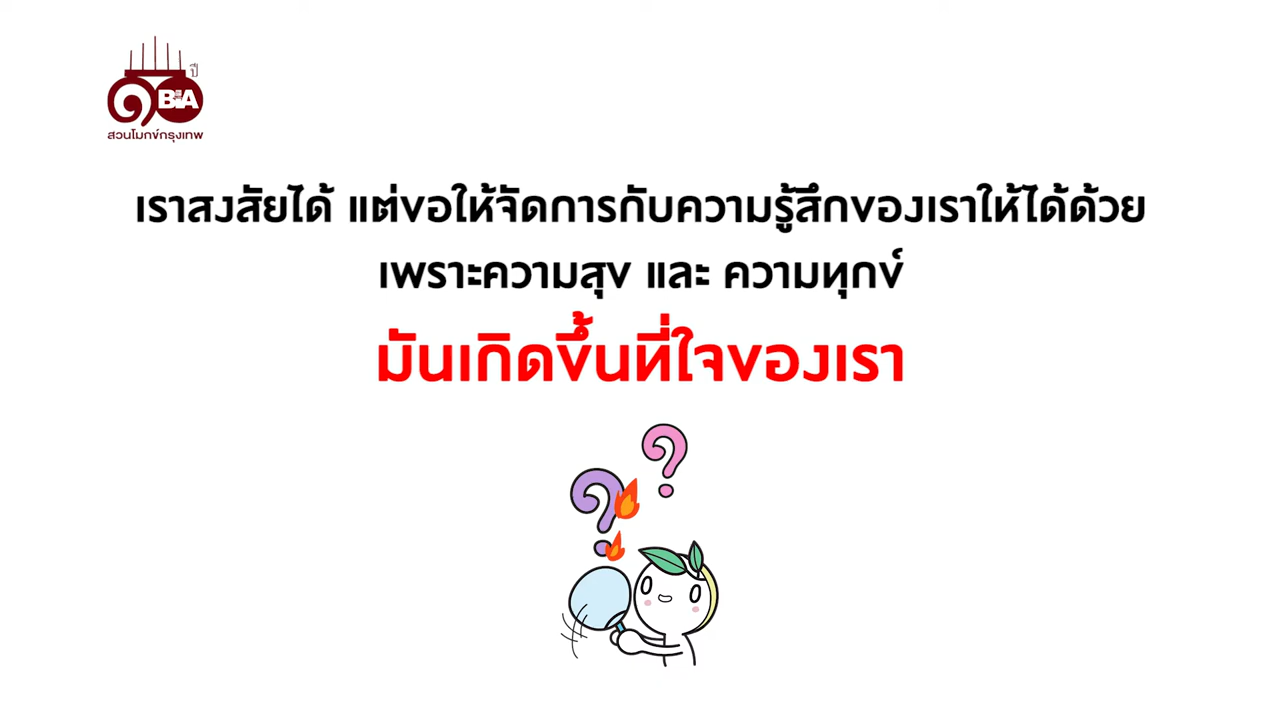 ๑๐ ปี
BIA
สวนโมกข์กรุงเทพ
เราสงสัยได้ แต่ขอให้จัดการกับความรู้สึกของเราให้ได้ด้วย
เพราะความสุข และ ความทุกข์
มันเกิดขึ้นที่ใจของเรา
? ?